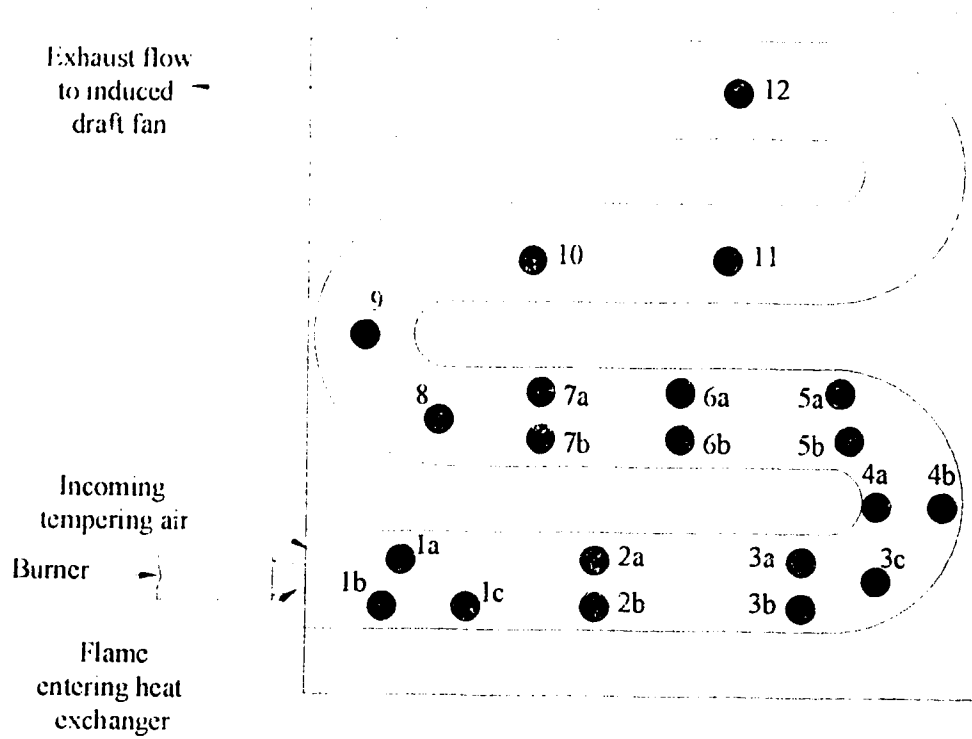 Exhaust flow
to induced
draft fan
12
10
11
9
8
7a
6a
5a
7b
6b
5b
4a
4b
Incoming
tempering air
Burner
1a
2a
3a
3c
1b
1c
2b
3b
Flame
entering heat
exchanger